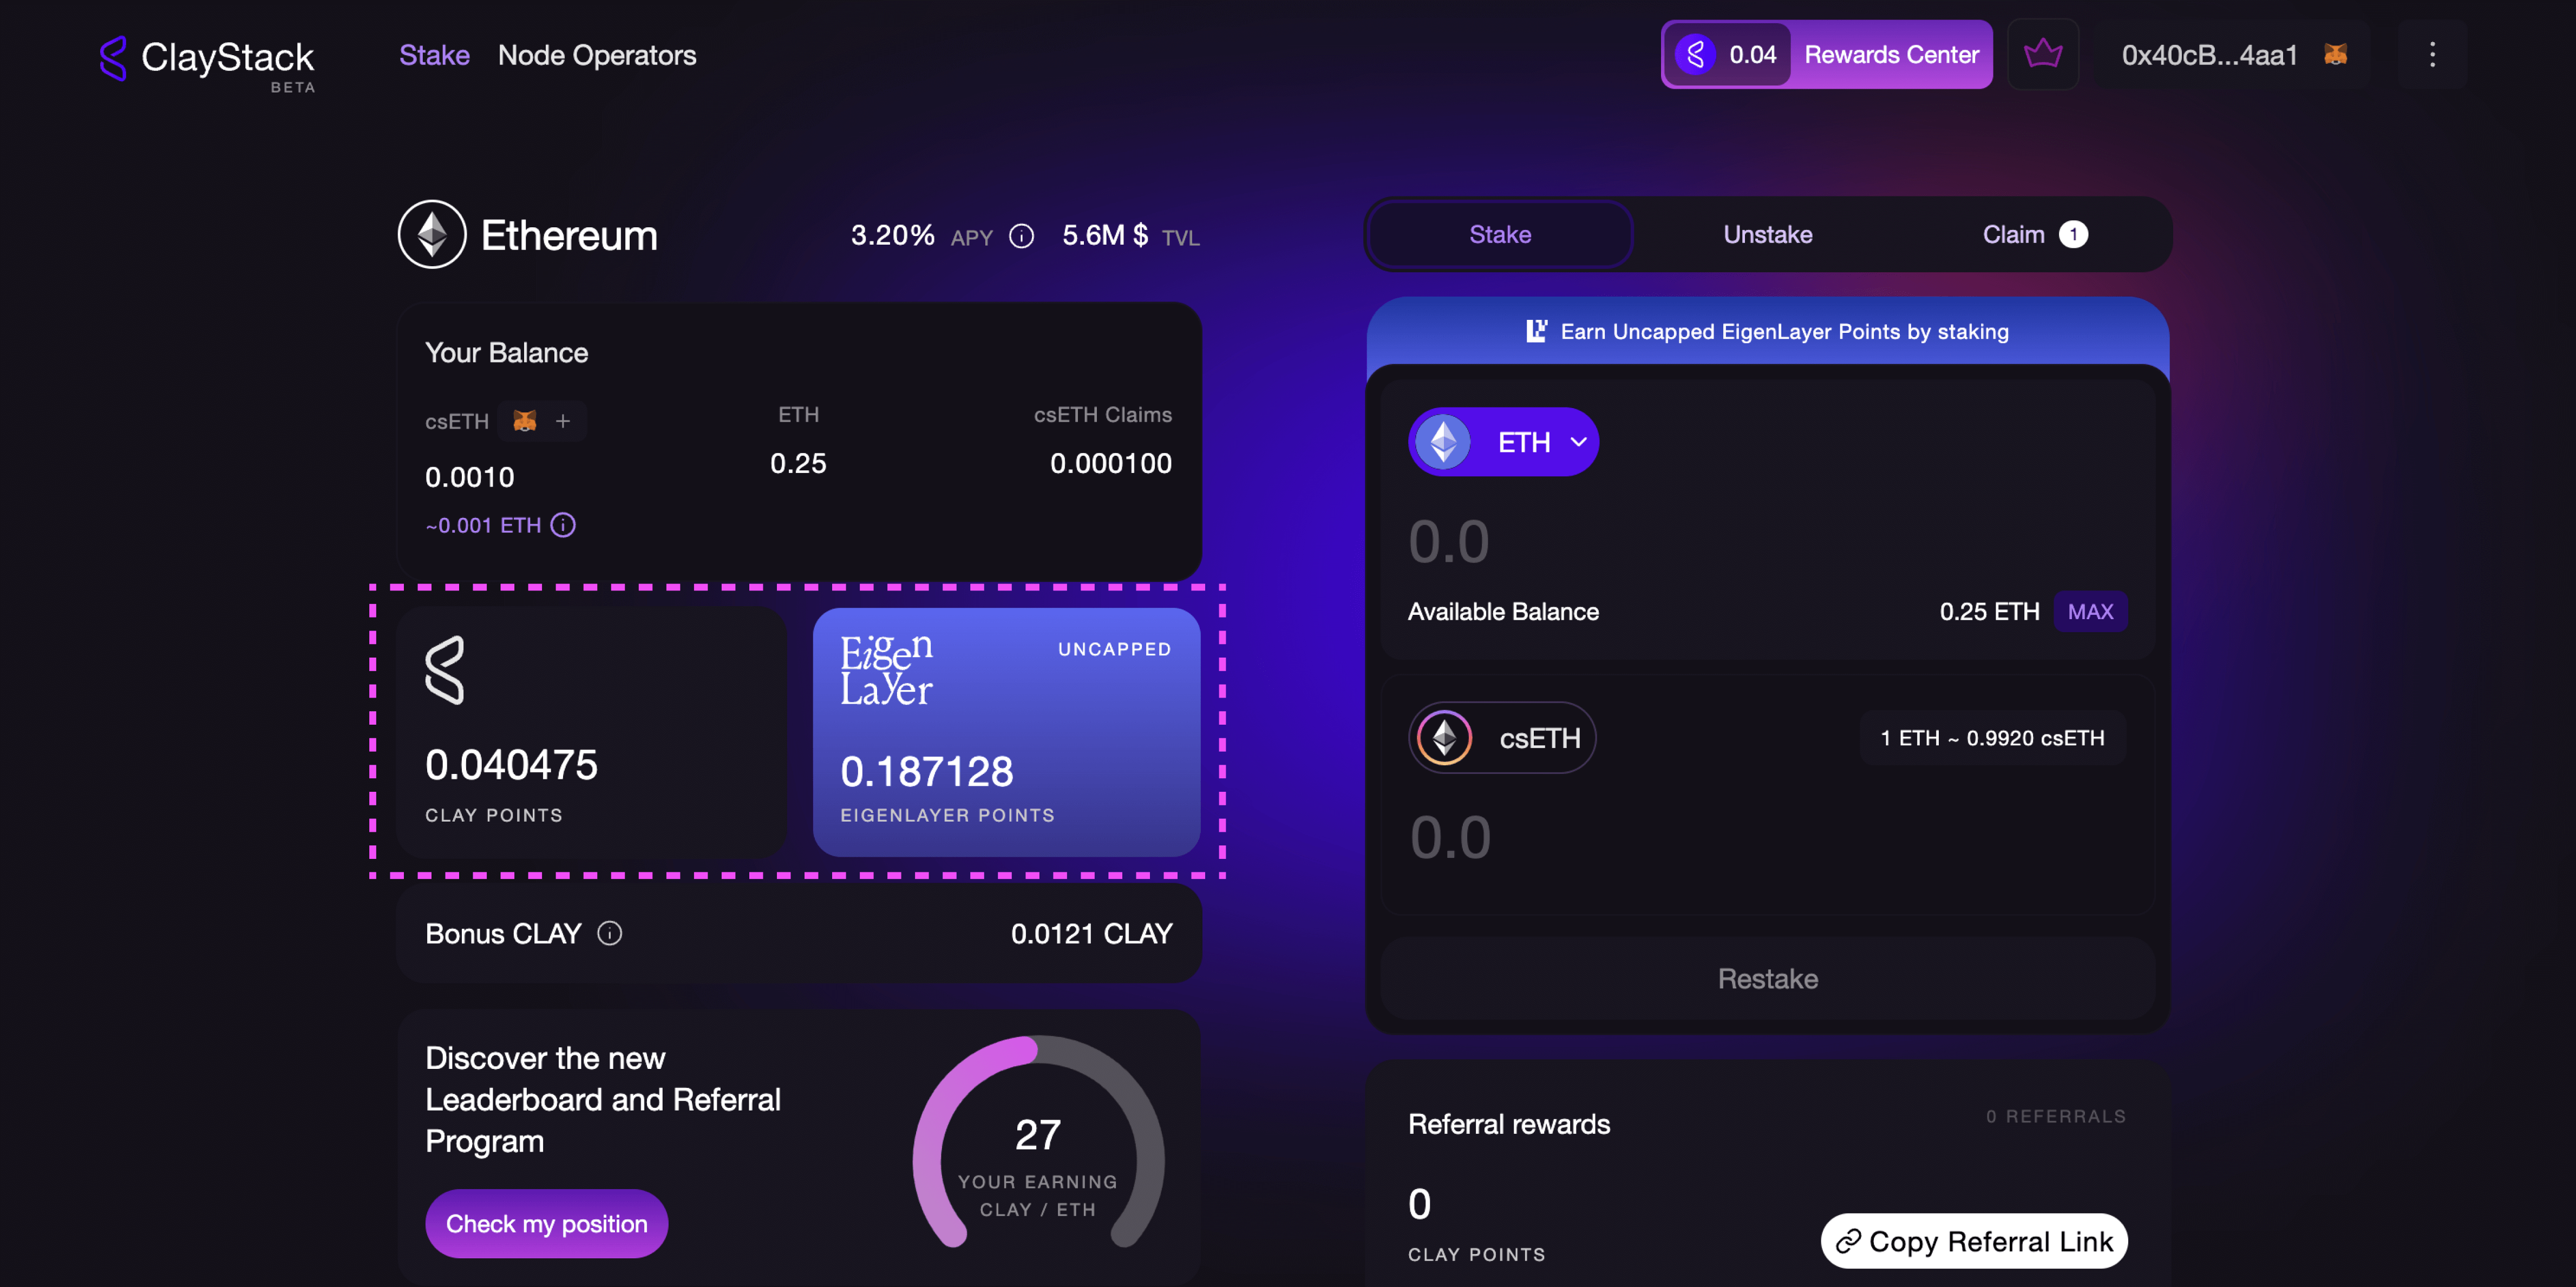 ClayStack
BETA
Stake
Node Operators
0.04
Rewards Center
0x40cB...4aa1
Ethereum
3.20% APY
5.6M $ TVL
Your Balance
csETH
+
0.0010
~0.001 ETH
ETH
0.25
csETH Claims
0.000100
0.040475
CLAY POINTS
Eigen
Layer
UNCAPPED
0.187128
EIGENLAYER POINTS
Bonus CLAY
0.0121 CLAY
Discover the new
Leaderboard and Referral
Program
Check my position
27
YOUR EARNING
CLAY / ETH
Stake
Unstake
Claim 1
Earn Uncapped EigenLayer Points by staking
ETH
0.0
Available Balance
0.25 ETH
MAX
csETH
1 ETH ~ 0.9920 csETH
0.0
Restake
Referral rewards
0 REFERRALS
0
CLAY POINTS
Copy Referral Link